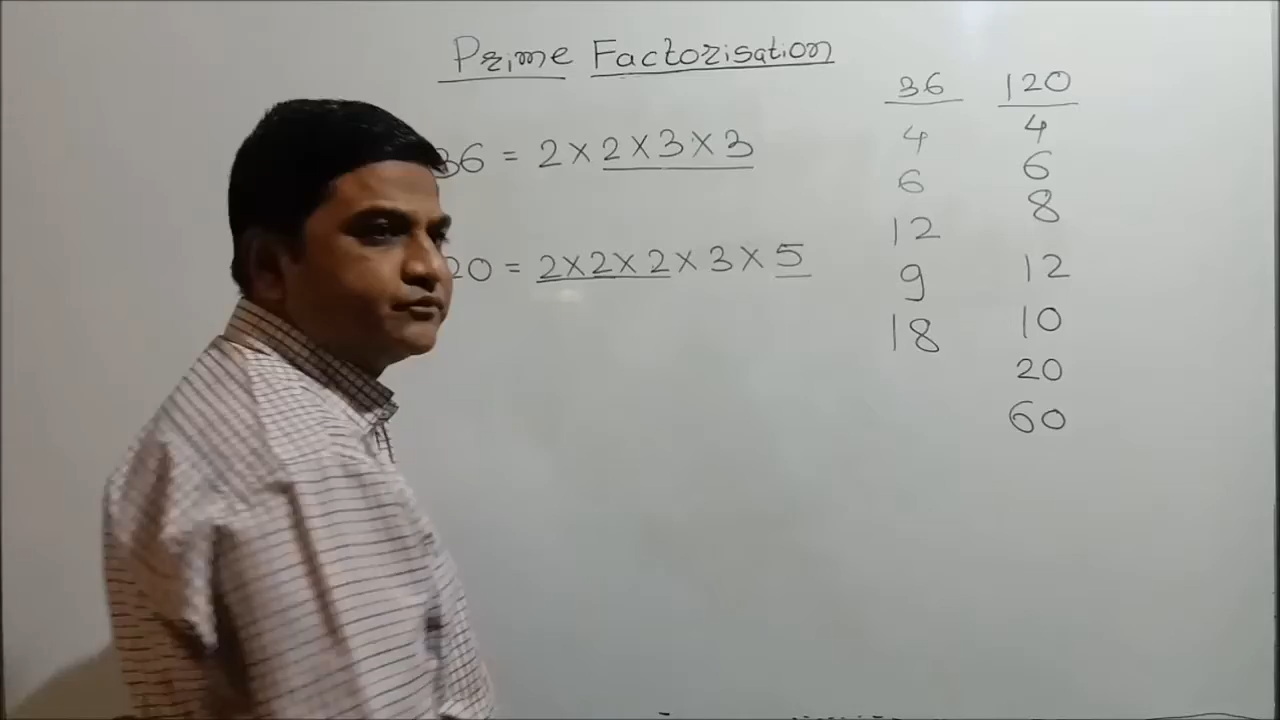 Prime Factorisation
36 = 2 × 2 × 3 × 3
20 = 2 × 2 × 2 × 3 × 5
36 120
4 4
6 6
12 8
9 12
18 10
20
60